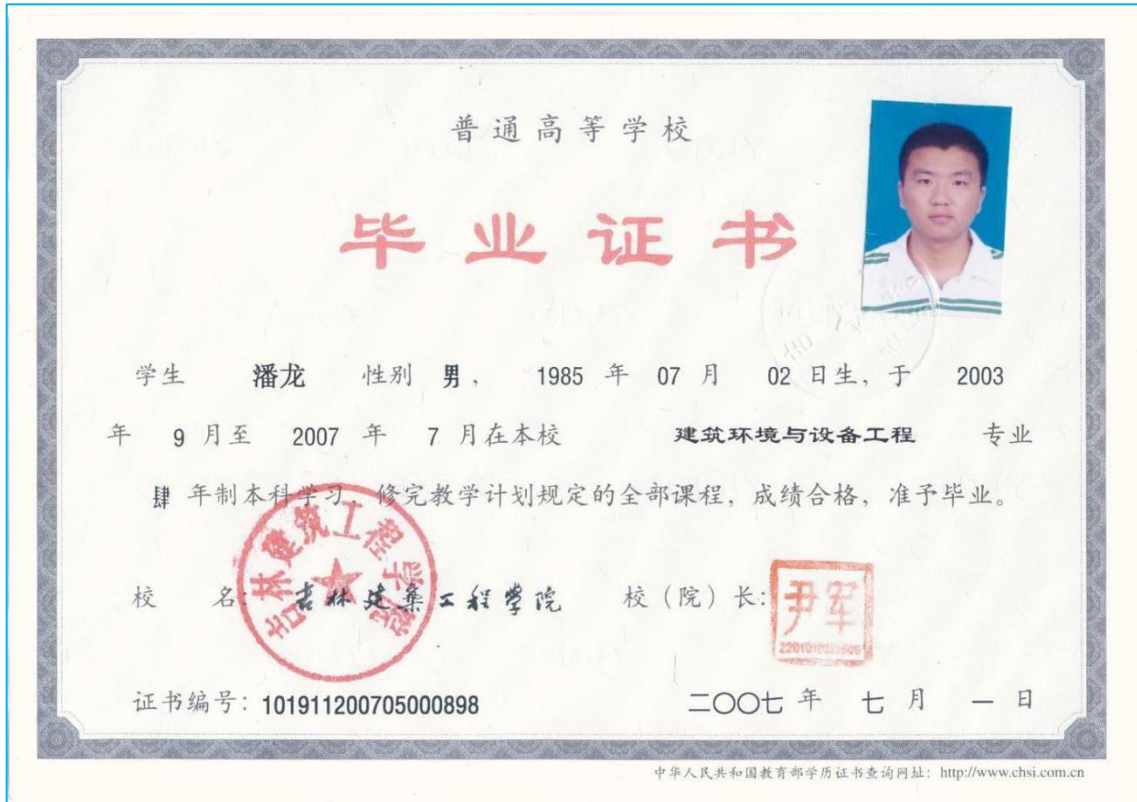 普通高等学校
毕业证书
学生 潘龙 性别 男， 1985 年 07 月 02 日生，于 2003
年 9 月至 2007 年 7 月在本校 建筑环境与设备工程 专业
肆 年制本科学习，修完教学计划规定的全部课程，成绩合格，准予毕业。
吉林建筑工程学院
校 名：吉林建筑工程学院 校（院）长：尹军
证书编号：101911200705000898 二〇〇七 年 七 月 一 日
中华人民共和国教育部学历证书查询网址：http://www.chsi.com.cn